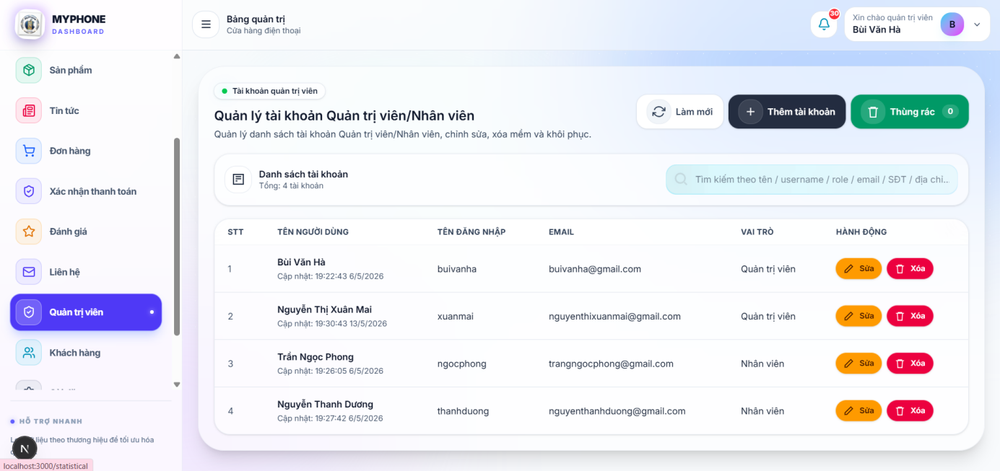 MYPHONE
DASHBOARD
Sản phẩm
Tin tức
Đơn hàng
Xác nhận thanh toán
Đánh giá
Liên hệ
Quản trị viên
Khách hàng
HỖ TRỢ NHANH
liệu theo thương hiệu để tối ưu hóa
N
localhost:3000/statistical
Bảng quản trị
Cửa hàng điện thoại
30
Xin chào quản trị viên
Bùi Văn Hà
B
Tài khoản quản trị viên
Quản lý tài khoản Quản trị viên/Nhân viên
Quản lý danh sách tài khoản Quản trị viên/Nhân viên, chỉnh sửa, xóa mềm và khôi phục.
Làm mới
Thêm tài khoản
Thùng rác 0
Danh sách tài khoản
Tổng: 4 tài khoản
Tìm kiếm theo tên / username / role / email / SĐT / địa chỉ...
STT TÊN NGƯỜI DÙNG TÊN ĐĂNG NHẬP EMAIL VAI TRÒ HÀNH ĐỘNG
1 Bùi Văn Hà buivanha buivanha@gmail.com Quản trị viên Sửa Xóa
Cập nhật: 19:22:43 6/5/2026
2 Nguyễn Thị Xuân Mai xuanmai nguyenthixuanmai@gmail.com Quản trị viên Sửa Xóa
Cập nhật: 19:30:43 13/5/2026
3 Trần Ngọc Phong ngocphong trangngocphong@gmail.com Nhân viên Sửa Xóa
Cập nhật: 19:26:05 6/5/2026
4 Nguyễn Thanh Dương thanhduong nguyenthanhduong@gmail.com Nhân viên Sửa Xóa
Cập nhật: 19:27:42 6/5/2026